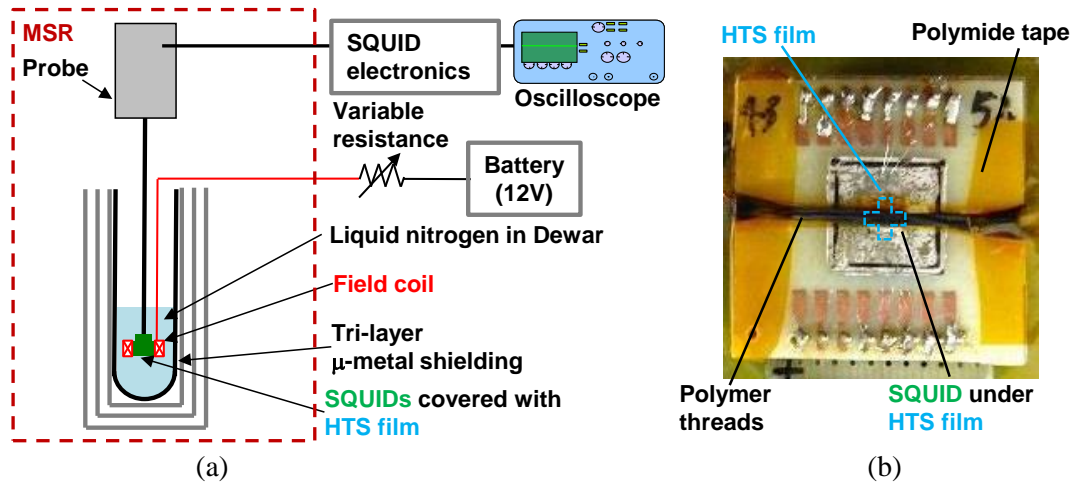 MSR
Probe
SQUID
electronics
Oscilloscope
Variable
resistance
Battery
(12V)
Liquid nitrogen in Dewar
Field coil
Tri-layer
μ-metal shielding
SQUIDs covered with
HTS film
(a)
HTS film
Polymide tape
Polymer
threads
SQUID under
HTS film
(b)